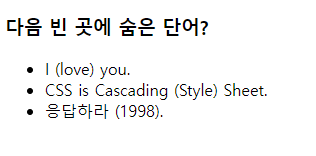 다음 빈 곳에 숨은 단어?
I (love) you.
CSS is Cascading (Style) Sheet.
응답하라 (1998).